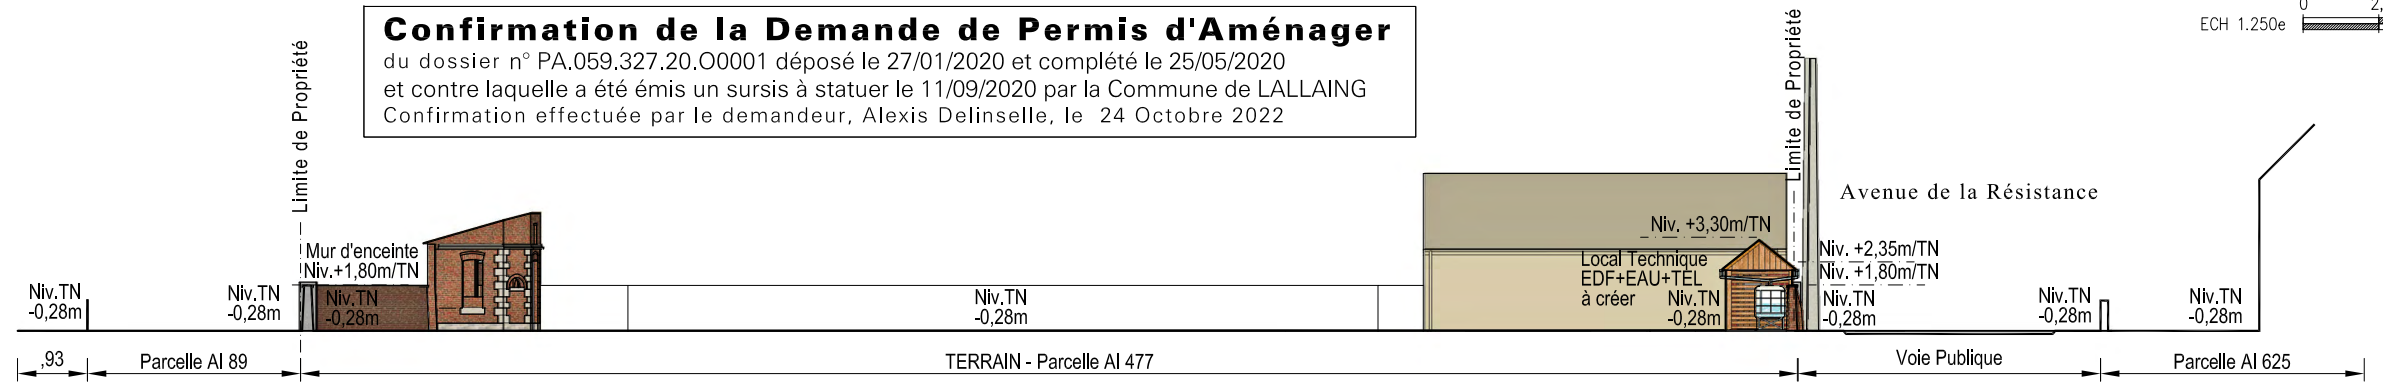 Confirmation de la Demande de Permis d'Aménager
du dossier n° PA.059.327.20.O0001 déposé le 27/01/2020 et complété le 25/05/2020
et contre laquelle a été émis un sursis à statuer le 11/09/2020 par la Commune de LALLAING
Confirmation effectuée par le demandeur, Alexis Delinselle, le 24 Octobre 2022
0 2,
ECH 1.250e
Limite de Propriété
Limite de Propriété
Avenue de la Résistance
Mur d'enceinte
Niv.+1,80m/TN
Niv. +3,30m/TN
Local Technique
EDF+EAU+TEL
à créer
Niv. +2,35m/TN
Niv. +1,80m/TN
Niv.TN
-0,28m
Niv.TN
-0,28m
Niv.TN
-0,28m
Niv.TN
-0,28m
Niv.TN
-0,28m
Niv.TN
-0,28m
Niv.TN
-0,28m
Niv.TN
-0,28m
,93
Parcelle AI 89
TERRAIN - Parcelle AI 477
Voie Publique
Parcelle AI 625